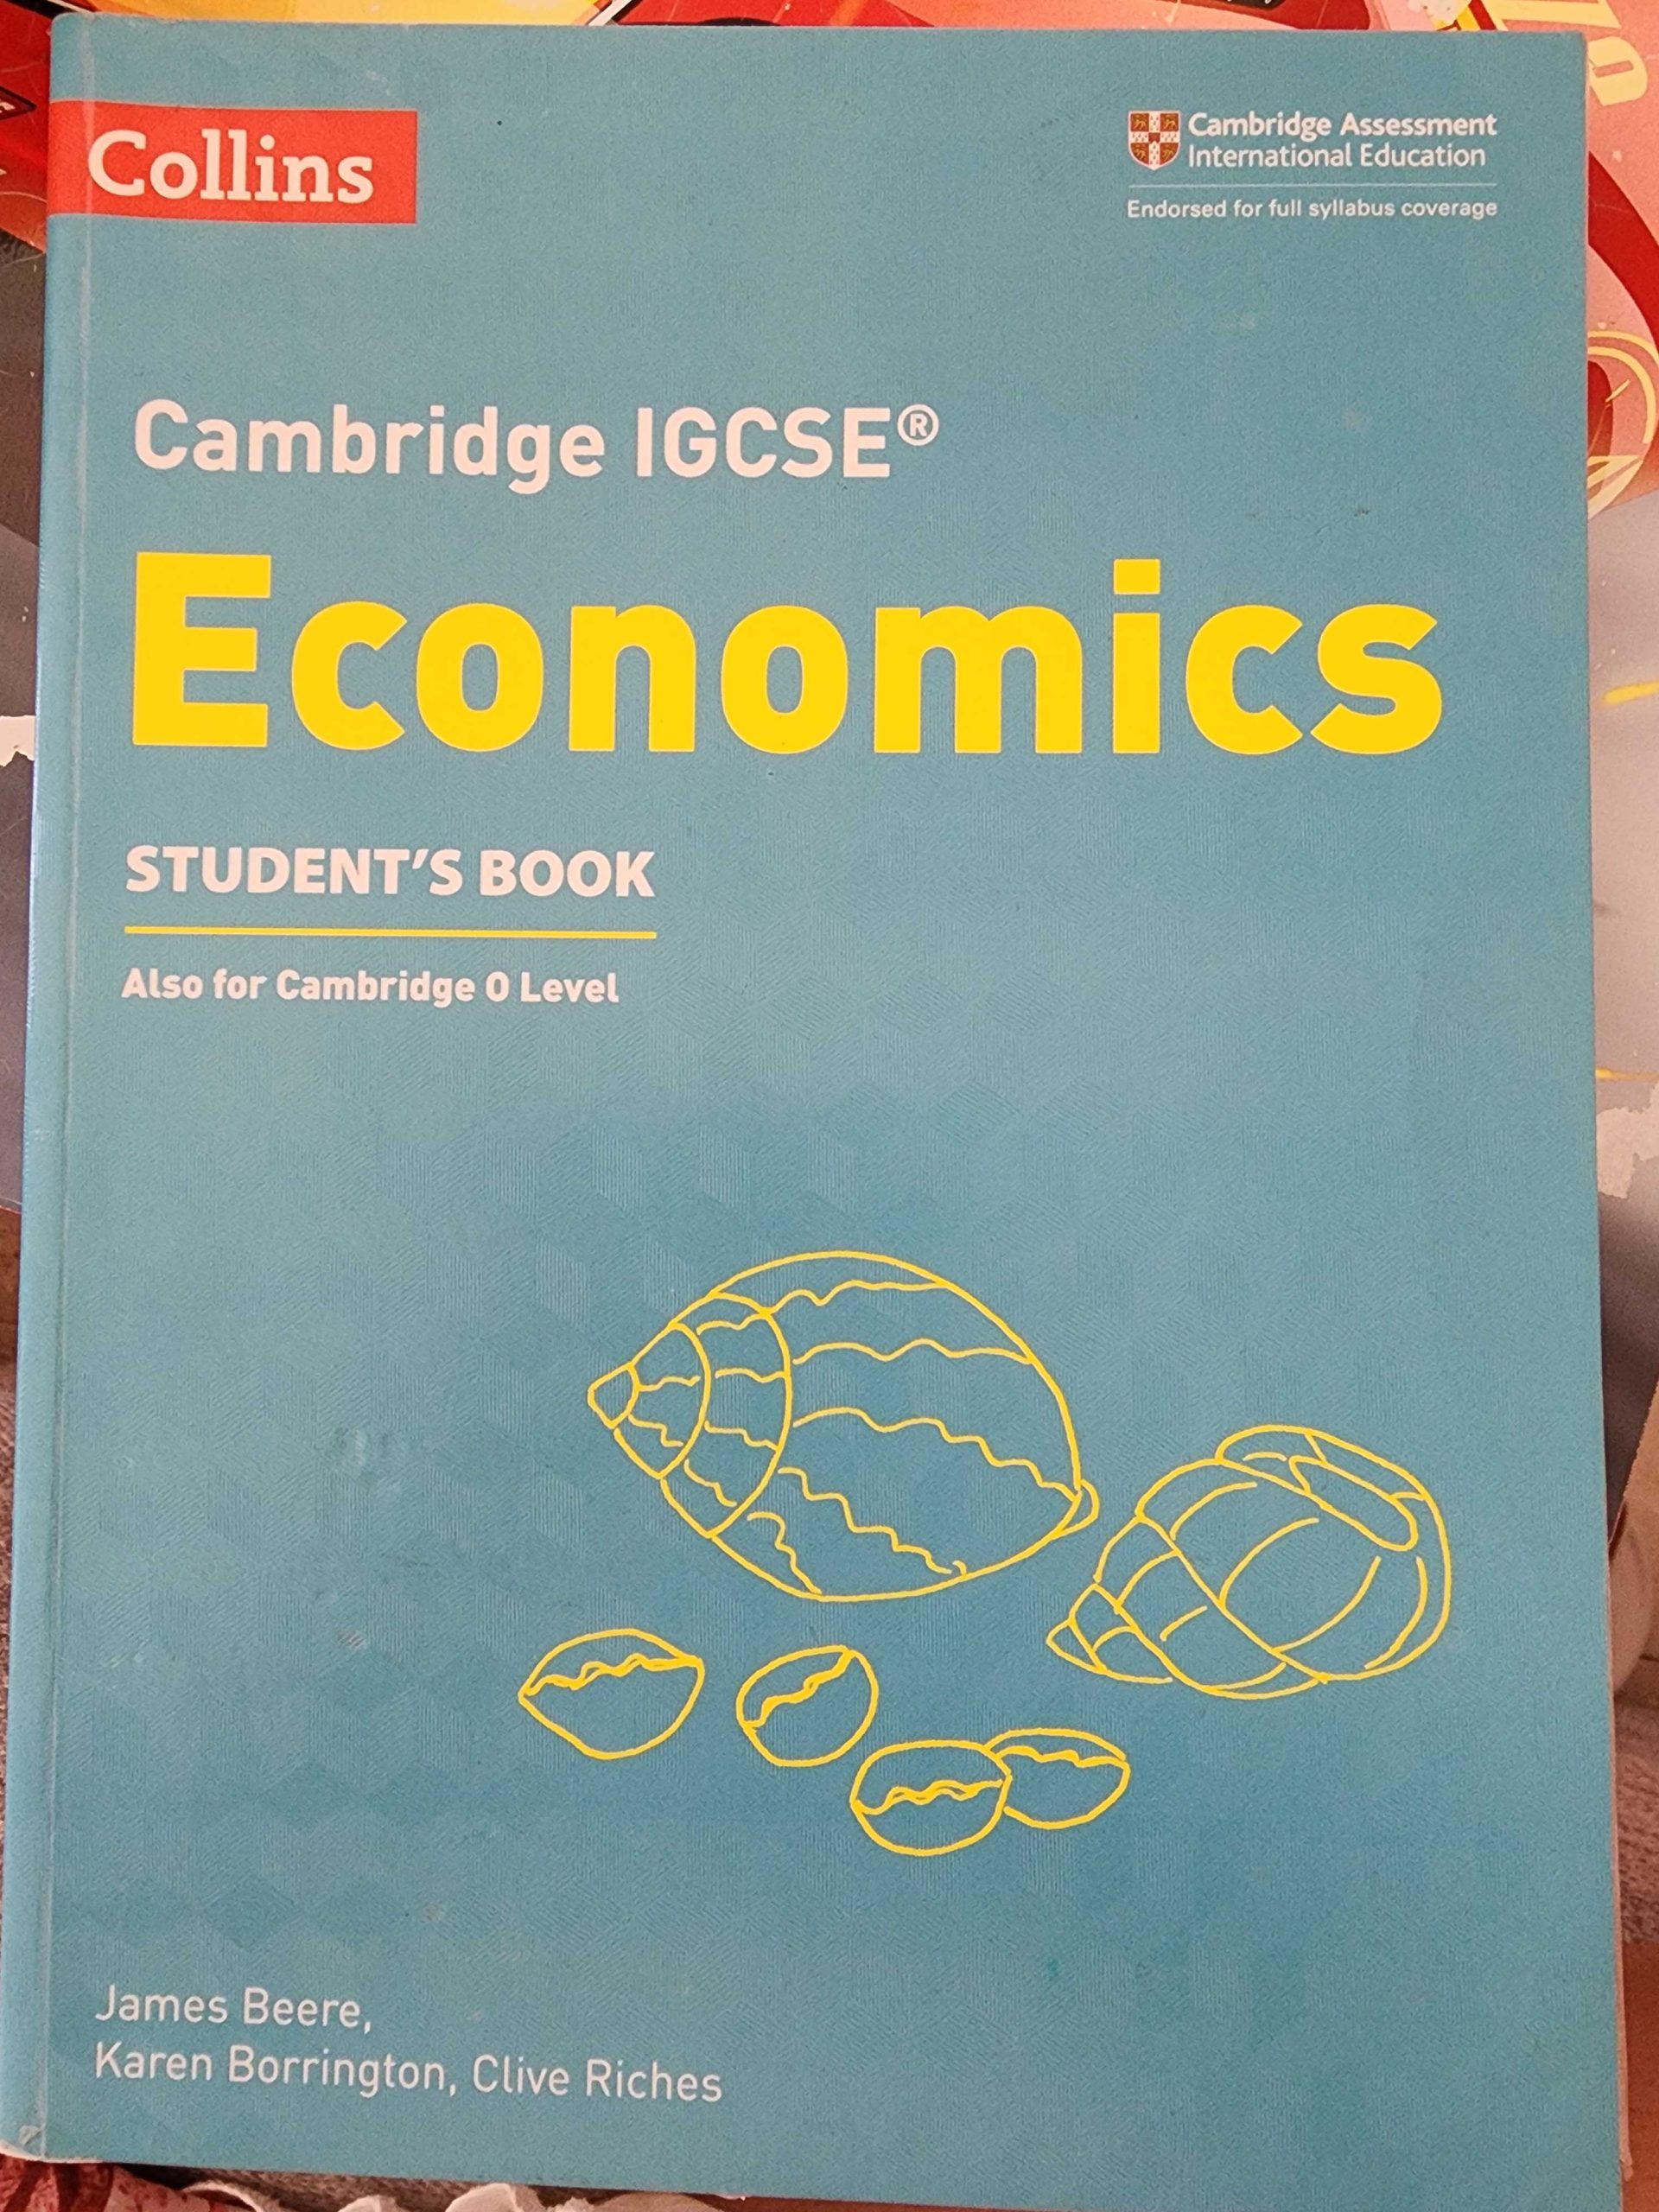 Collins
Cambridge Assessment
International Education
Endorsed for full syllabus coverage
Cambridge IGCSE®
Economics
STUDENT'S BOOK
Also for Cambridge O Level
James Beere,
Karen Borrington, Clive Riches